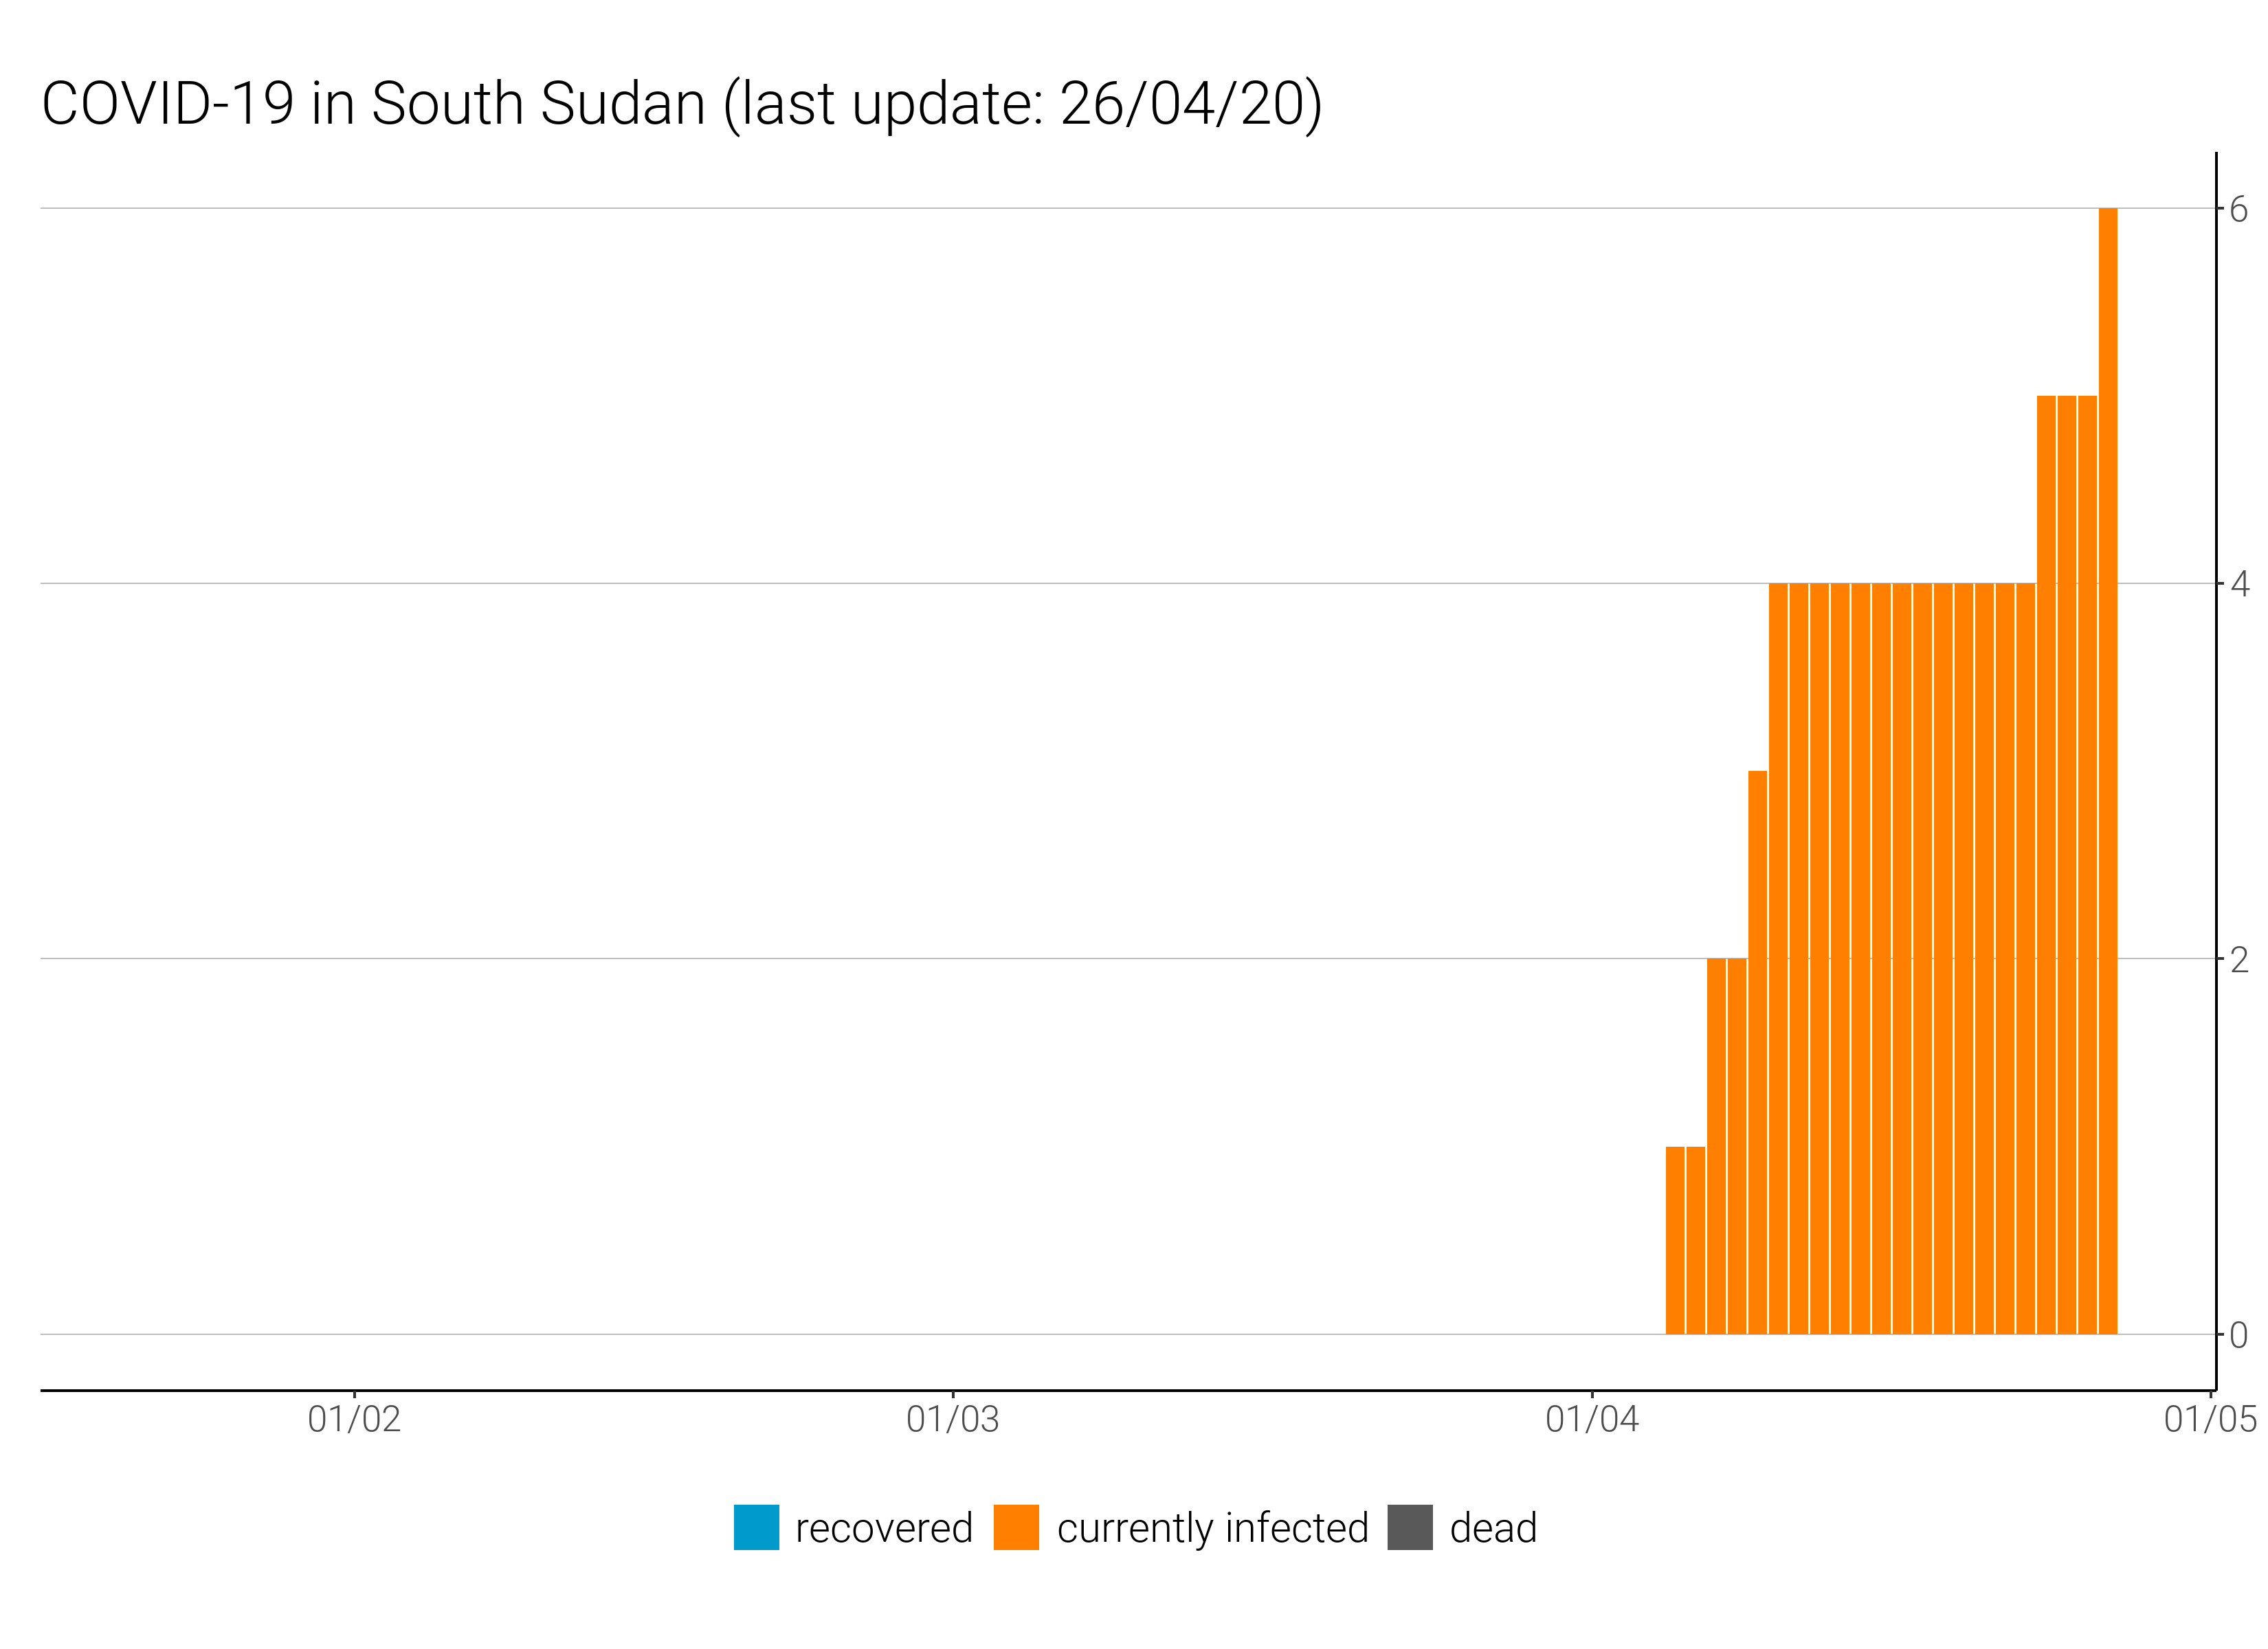 COVID-19 in South Sudan (last update: 26/04/20)
6
4
2
0
01/02 01/03 01/04 01/05
recovered currently infected dead